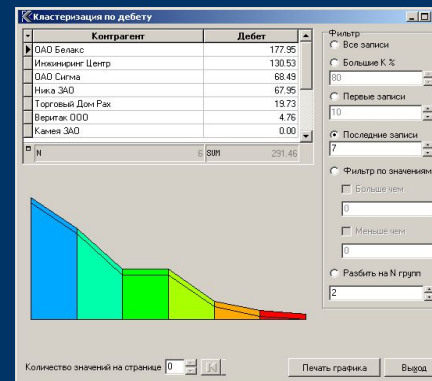 Кластеризация по дебету
Контрагент Дебет
ОАО Белакс 177.95
Инжиниринг Центр 130.53
ОАО Сигма 68.49
Ника ЗАО 67.95
Торговый Дом Рах 19.73
Веритак ООО 4.76
Камея ЗАО 0.00
N 6 SUM 291.46
Фильтр
Все записи
Большие К %
80
Первые записи
10
Последние записи
7
Фильтр по значениям
Больше чем
0
Меньше чем
0
Разбить на N групп
2
Количество значений на странице 0
Печать графика Выход